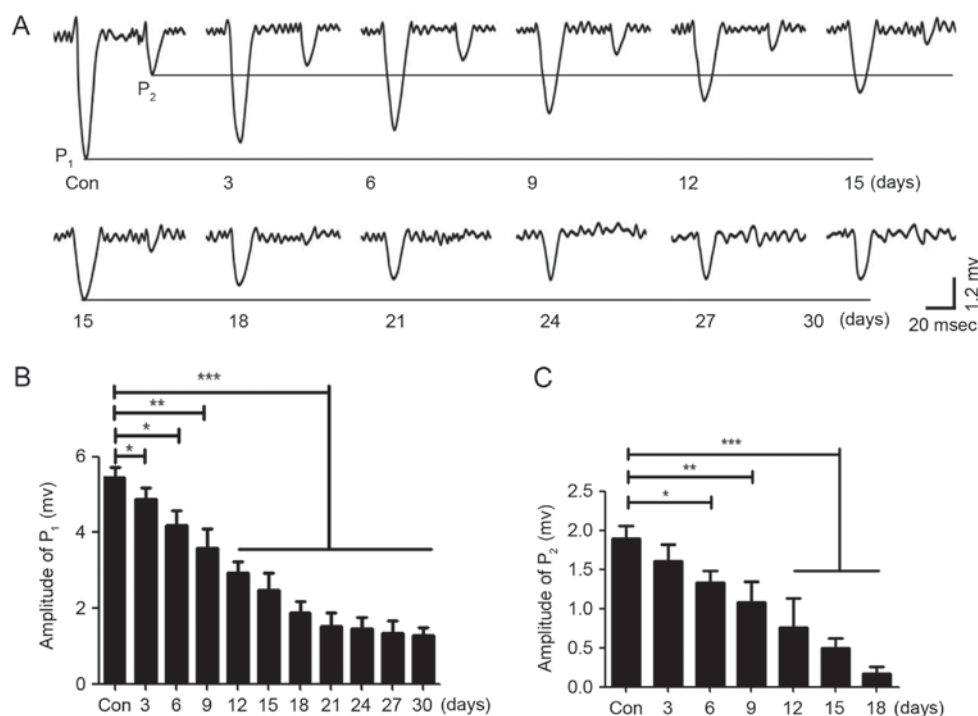 A
P2
P1
Con 3 6 9 12 15 (days)
15 18 21 24 27 30 (days)
1.2 mv
20 msec
B
***
**
*
*
Amplitude of P1 (mv)
6
4
2
0
Con 3 6 9 12 15 18 21 24 27 30 (days)
C
***
**
*
Amplitude of P2 (mv)
2.5
2.0
1.5
1.0
0.5
0.0
Con 3 6 9 12 15 18 (days)